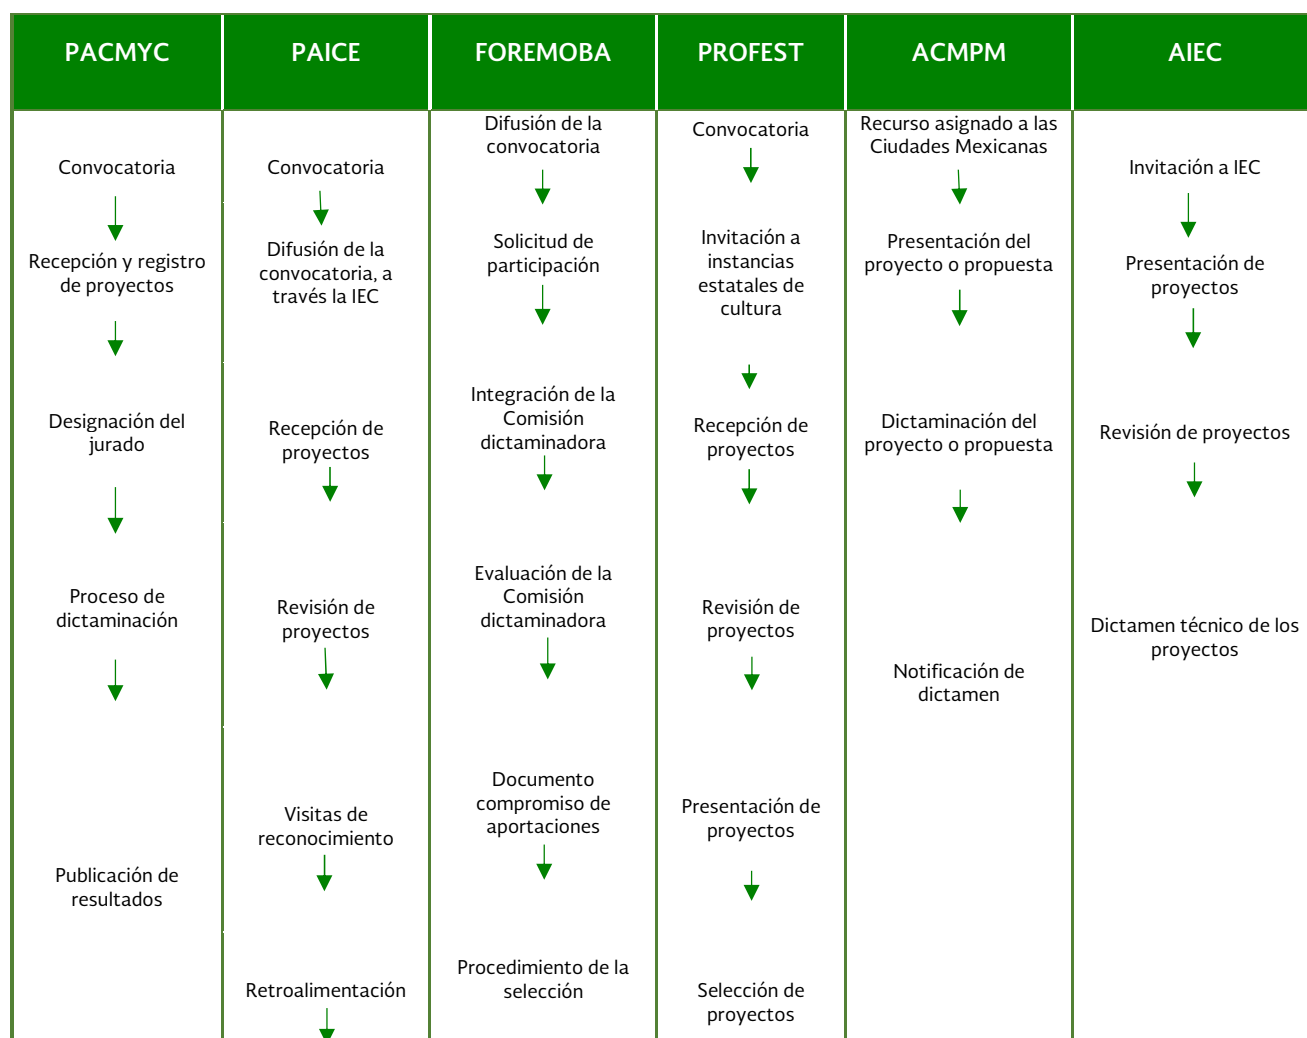 PACMYC
PAICE
FOREMOBA
PROFEST
ACMPM
AIEC
Convocatoria
Recepción y registro
de proyectos
Designación del
jurado
Proceso de
dictaminación
Publicación de
resultados
Convocatoria
Difusión de la
convocatoria, a
través la IEC
Recepción de
proyectos
Revisión de
proyectos
Visitas de
reconocimiento
Retroalimentación
Difusión de la
convocatoria
Solicitud de
participación
Integración de la
Comisión
dictaminadora
Evaluación de la
Comisión
dictaminadora
Documento
compromiso de
aportaciones
Procedimiento de la
selección
Convocatoria
Invitación a
instancias
estatales de
cultura
Recepción de
proyectos
Revisión de
proyectos
Presentación de
proyectos
Selección de
proyectos
Recurso asignado a las
Ciudades Mexicanas
Presentación del
proyecto o propuesta
Dictaminación del
proyecto o propuesta
Notificación de
dictamen
Invitación a IEC
Presentación de
proyectos
Revisión de proyectos
Dictamen técnico de los
proyectos